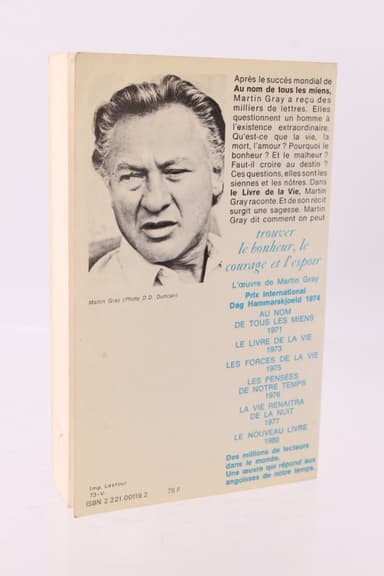 Après le succès mondial de
Au nom de tous les miens,
Martin Gray a reçu des
milliers de lettres. Elles
questionnent un homme à
l'existence extraordinaire.
Qu'est-ce que la vie, la
mort, l'amour ? Pourquoi le
bonheur ? Et le malheur ?
Faut-il croire au destin ?
Ces questions, elles sont les
siennes et les nôtres. Dans
le Livre de la Vie, Martin
Gray raconte. Et de son récit
surgit une sagesse. Martin
Gray dit comment on peut
trouver
le bonheur, le
courage et l'espoir
Martin Gray (Photo D.D. Duncan)
L'œuvre de Martin Gray
Prix International
Dag Hammarskjoeld 1974
AU NOM
DE TOUS LES MIENS
1971
LE LIVRE DE LA VIE
1973
LES FORCES DE LA VIE
1975
LES PENSÉES
DE NOTRE TEMPS
1976
LA VIE RENAITRA
DE LA NUIT
1977
LE NOUVEAU LIVRE
1980
Des millions de lecteurs
dans le monde.
Une œuvre qui répond aux
angoisses de notre temps.
Imp. Lestour
73-V-
ISBN 2.221 00119 2
75 F